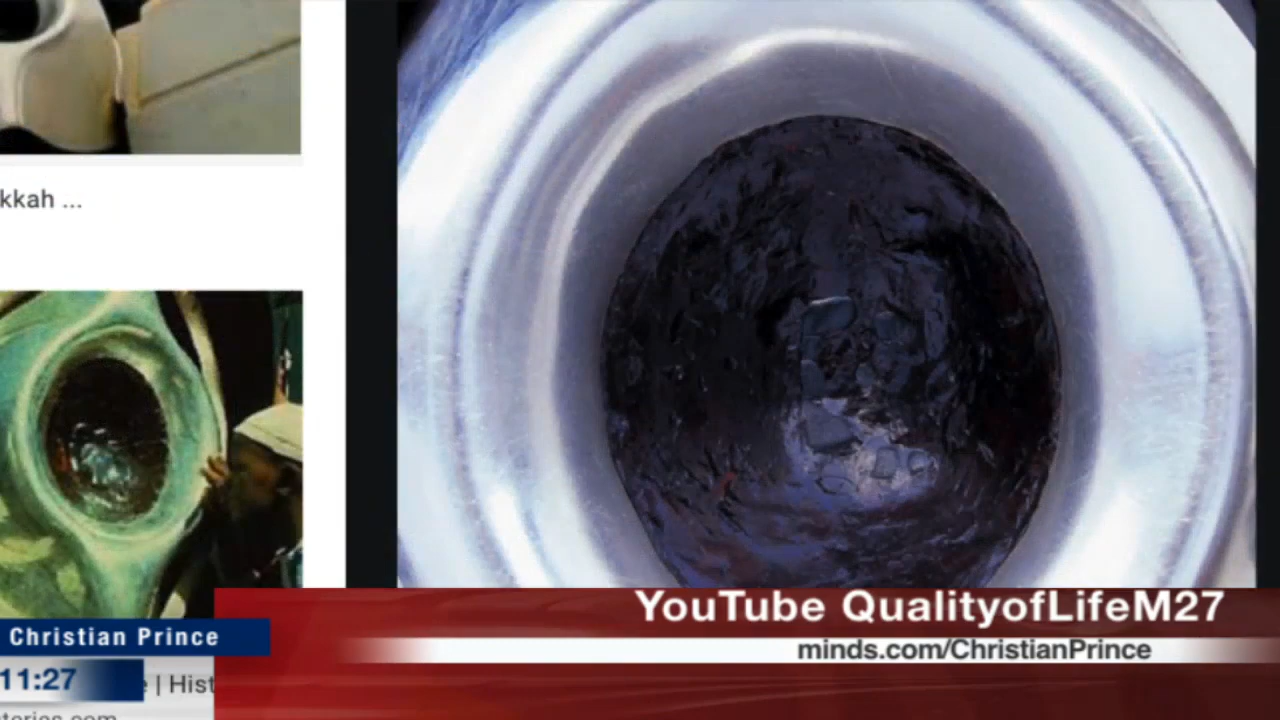 kkah ...
YouTube QualityofLifeM27
Christian Prince
minds.com/ChristianPrince
11:27
| Hist